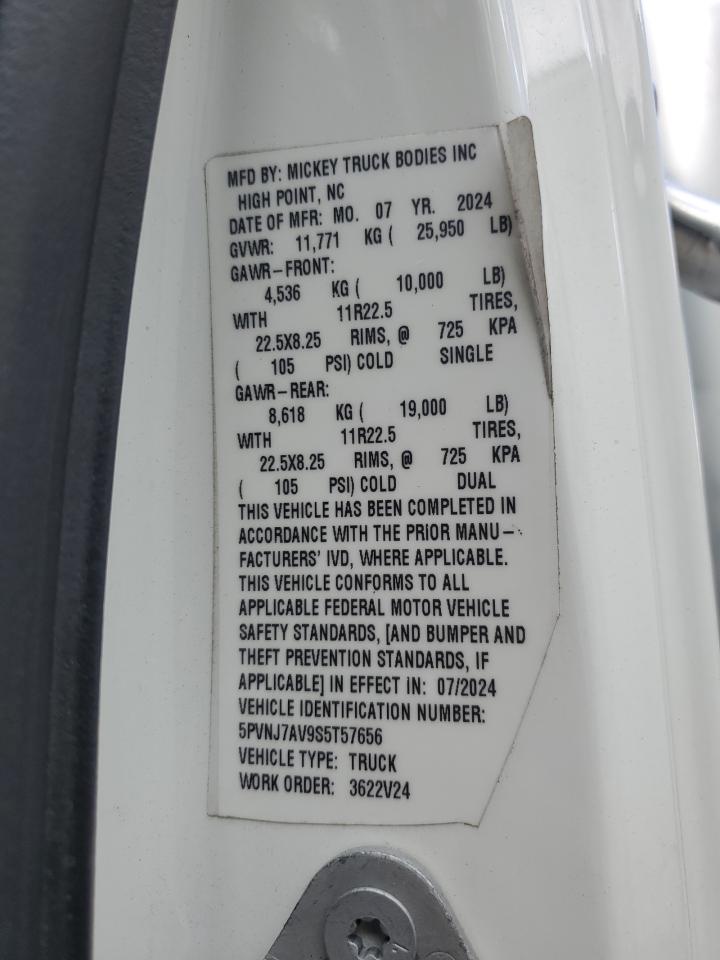 MFD BY: MICKEY TRUCK BODIES INC
HIGH POINT, NC
DATE OF MFR: MO. 07 YR. 2024
GVWR: 11,771 KG ( 25,950 LB)
GAWR-FRONT:
4,536 KG ( 10,000 LB)
WITH 11R22.5 TIRES,
22.5X8.25 RIMS, @ 725 KPA
( 105 PSI) COLD SINGLE
GAWR-REAR:
8,618 KG ( 19,000 LB)
WITH 11R22.5 TIRES,
22.5X8.25 RIMS, @ 725 KPA
( 105 PSI) COLD DUAL
THIS VEHICLE HAS BEEN COMPLETED IN
ACCORDANCE WITH THE PRIOR MANU-
FACTURERS' IVD, WHERE APPLICABLE.
THIS VEHICLE CONFORMS TO ALL
APPLICABLE FEDERAL MOTOR VEHICLE
SAFETY STANDARDS, [AND BUMPER AND
THEFT PREVENTION STANDARDS, IF
APPLICABLE] IN EFFECT IN: 07/2024
VEHICLE IDENTIFICATION NUMBER:
5PVNJ7AV9S5T57656
VEHICLE TYPE: TRUCK
WORK ORDER: 3622V24